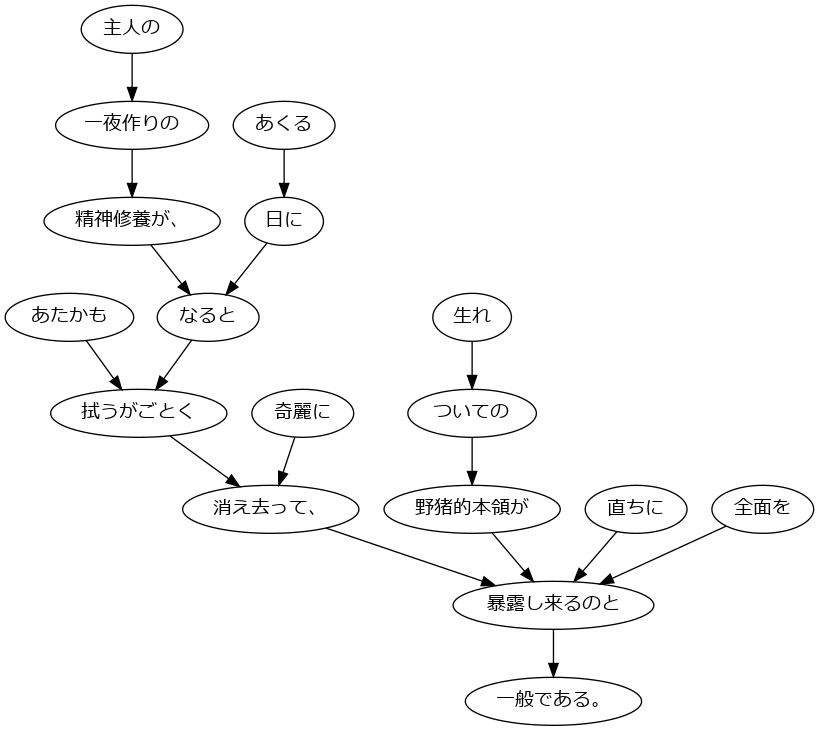 主人の
一夜作りの
あくる
精神修養が、
日に
あたかも
なると
生れ
拭うがごとく
奇麗に
ついての
消え去って、
野猪的本領が
直ちに
全面を
暴露し来るのと
一般である。